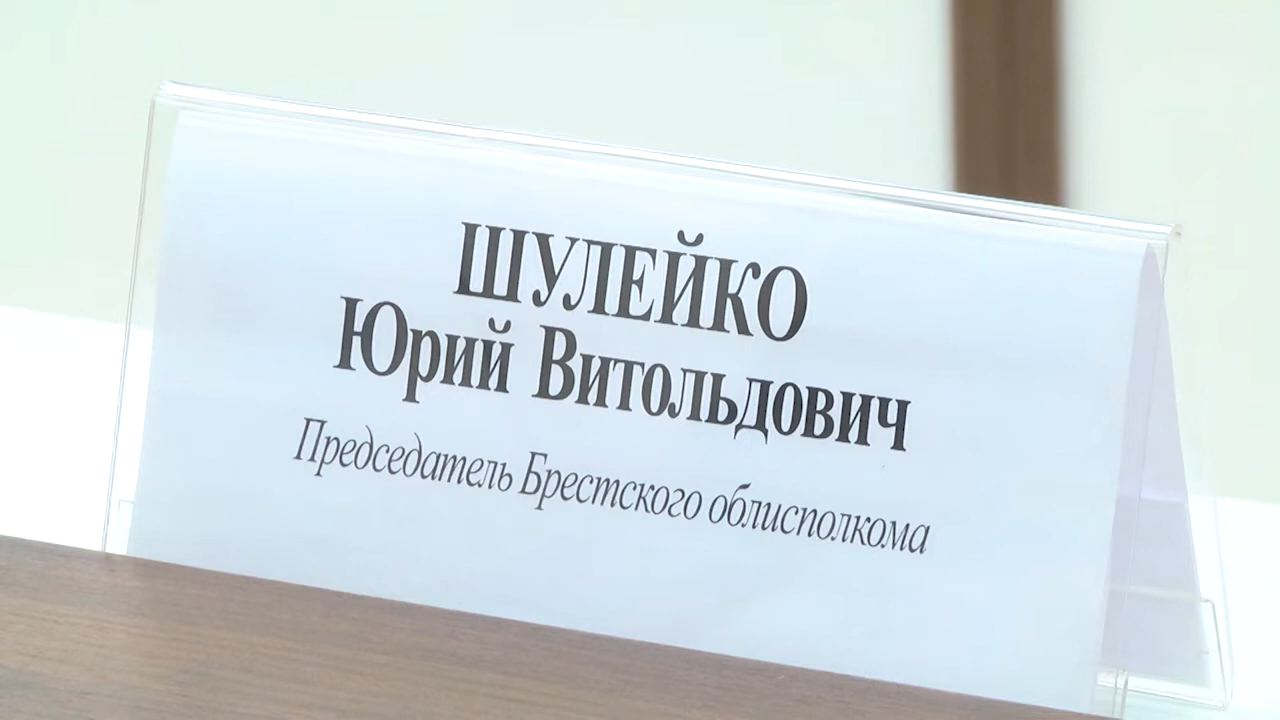 ШУЛЕЙКО
Юрий Витольдович
Председатель Брестского облисполкома